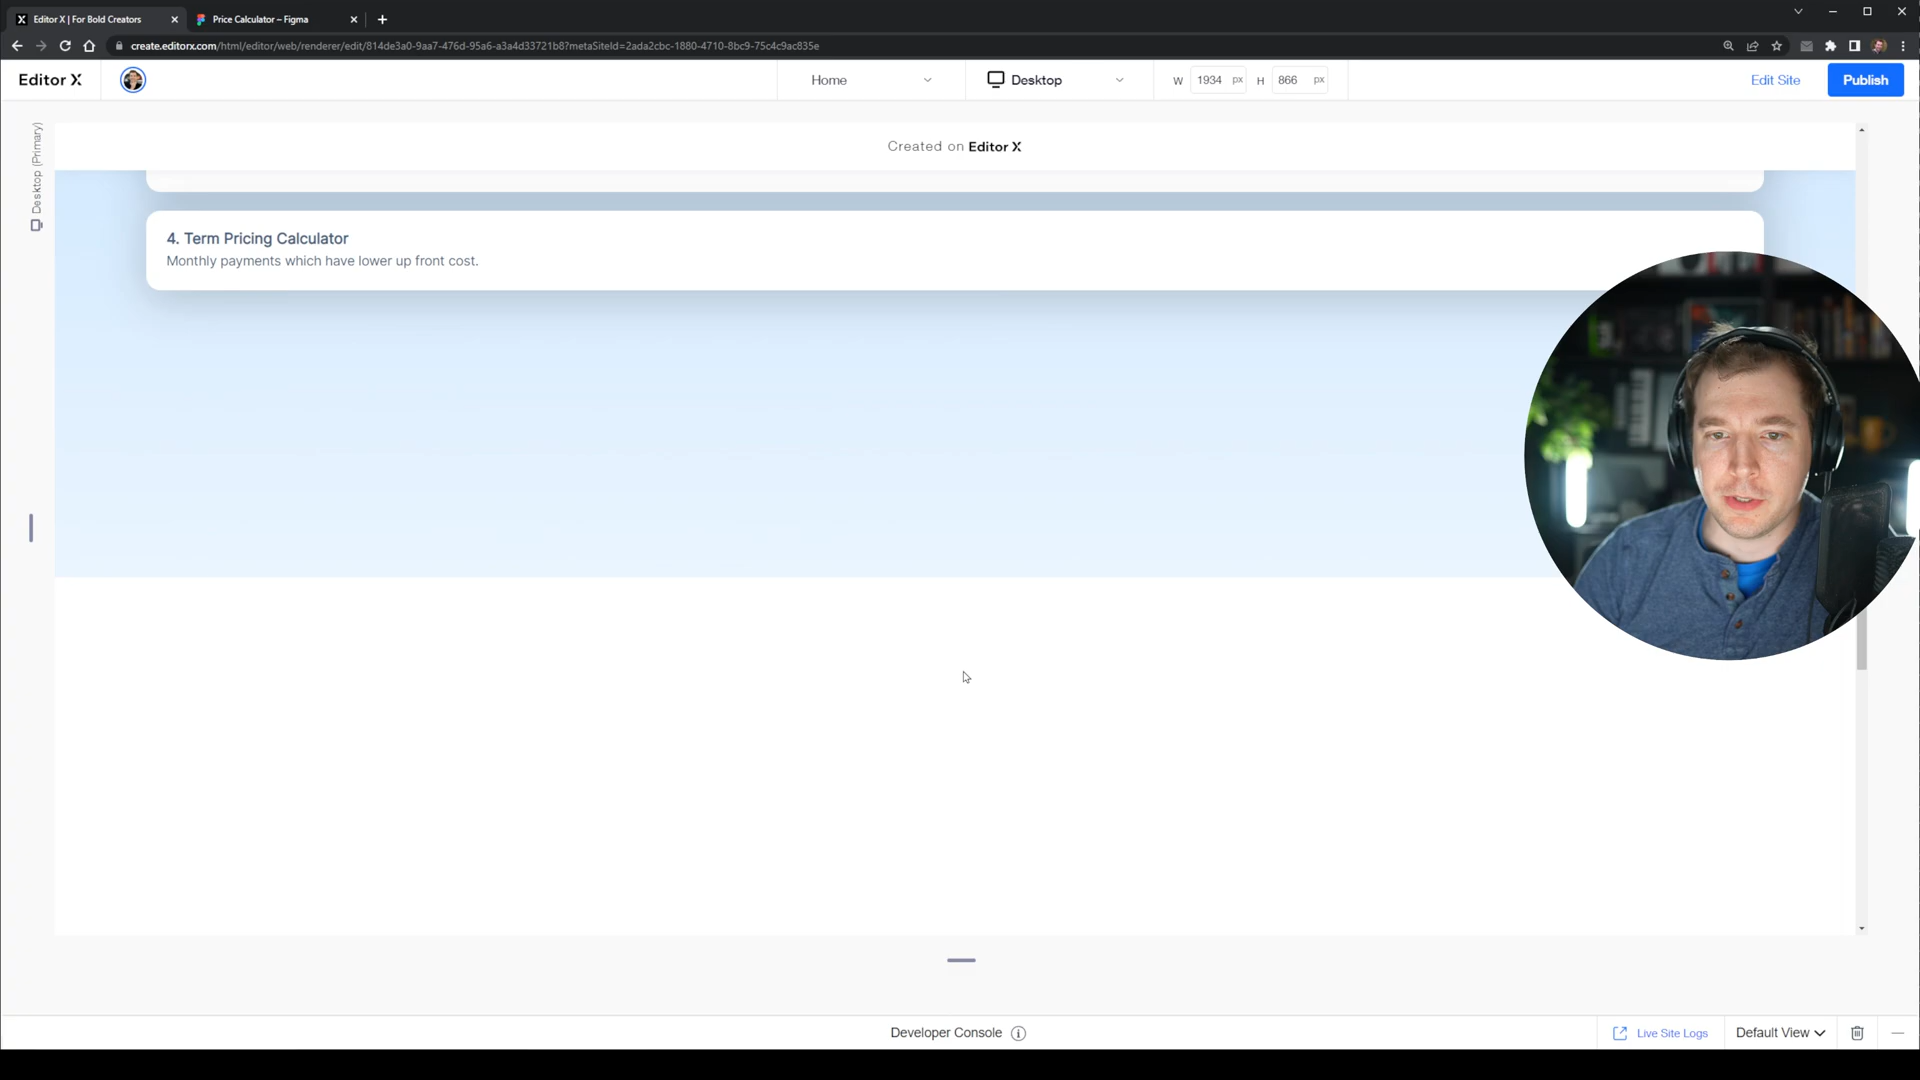 Editor X | For Bold Creators
Price Calculator – Figma
create.editorx.com/html/editor/web/renderer/edit/814de3a0-9aa7-476d-95a6-a3a4d33721b8?metaSiteId=2ada2cbc-1880-4710-8bc9-75c4c9ac835e
Editor X
Home
Desktop
W 1934 px H 866 px
Edit Site
Publish
Desktop (Primary)
Created on Editor X
4. Term Pricing Calculator
Monthly payments which have lower up front cost.
Developer Console
Live Site Logs
Default View